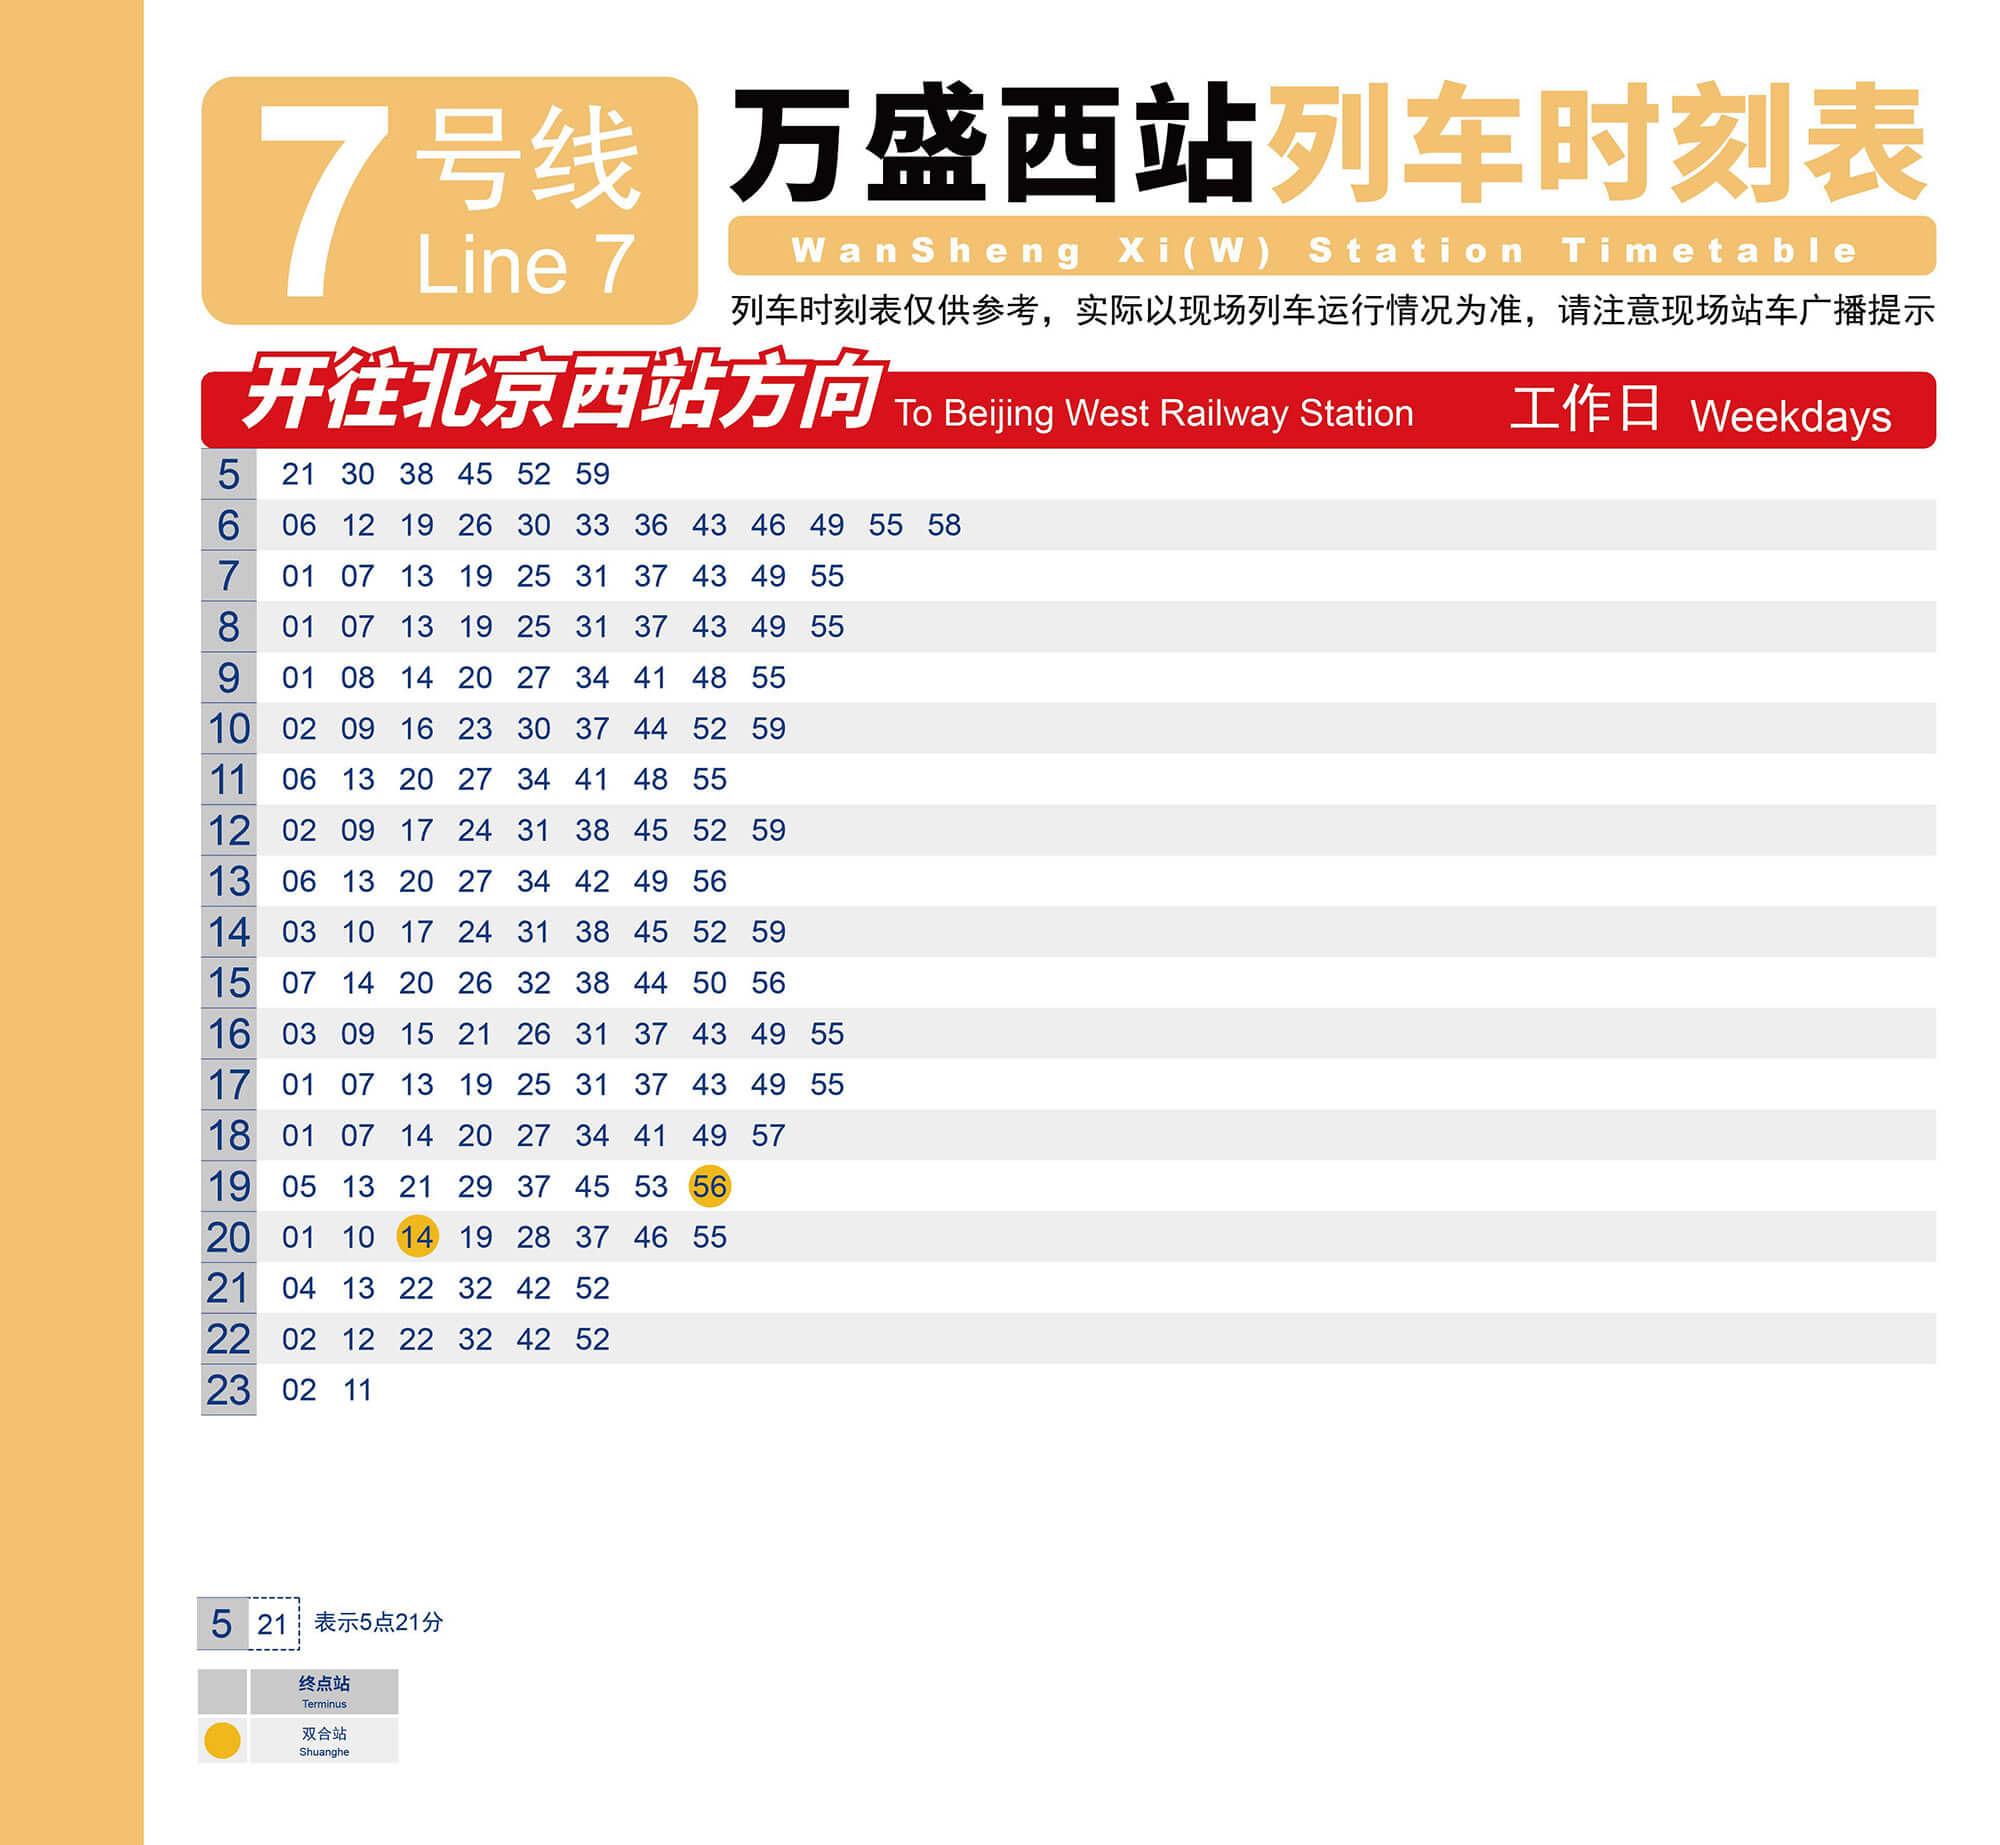 7 号线
Line 7
万盛西站列车时刻表
WanSheng Xi(W) Station Timetable
列车时刻表仅供参考，实际以现场列车运行情况为准，请注意现场站车广播提示
开往北京西站方向 To Beijing West Railway Station 工作日 Weekdays
5 21 30 38 45 52 59
6 06 12 19 26 30 33 36 43 46 49 55 58
7 01 07 13 19 25 31 37 43 49 55
8 01 07 13 19 25 31 37 43 49 55
9 01 08 14 20 27 34 41 48 55
10 02 09 16 23 30 37 44 52 59
11 06 13 20 27 34 41 48 55
12 02 09 17 24 31 38 45 52 59
13 06 13 20 27 34 42 49 56
14 03 10 17 24 31 38 45 52 59
15 07 14 20 26 32 38 44 50 56
16 03 09 15 21 26 31 37 43 49 55
17 01 07 13 19 25 31 37 43 49 55
18 01 07 14 20 27 34 41 49 57
19 05 13 21 29 37 45 53 56
20 01 10 14 19 28 37 46 55
21 04 13 22 32 42 52
22 02 12 22 32 42 52
23 02 11
5 21 表示5点21分
终点站
Terminus
双合站
Shuanghe